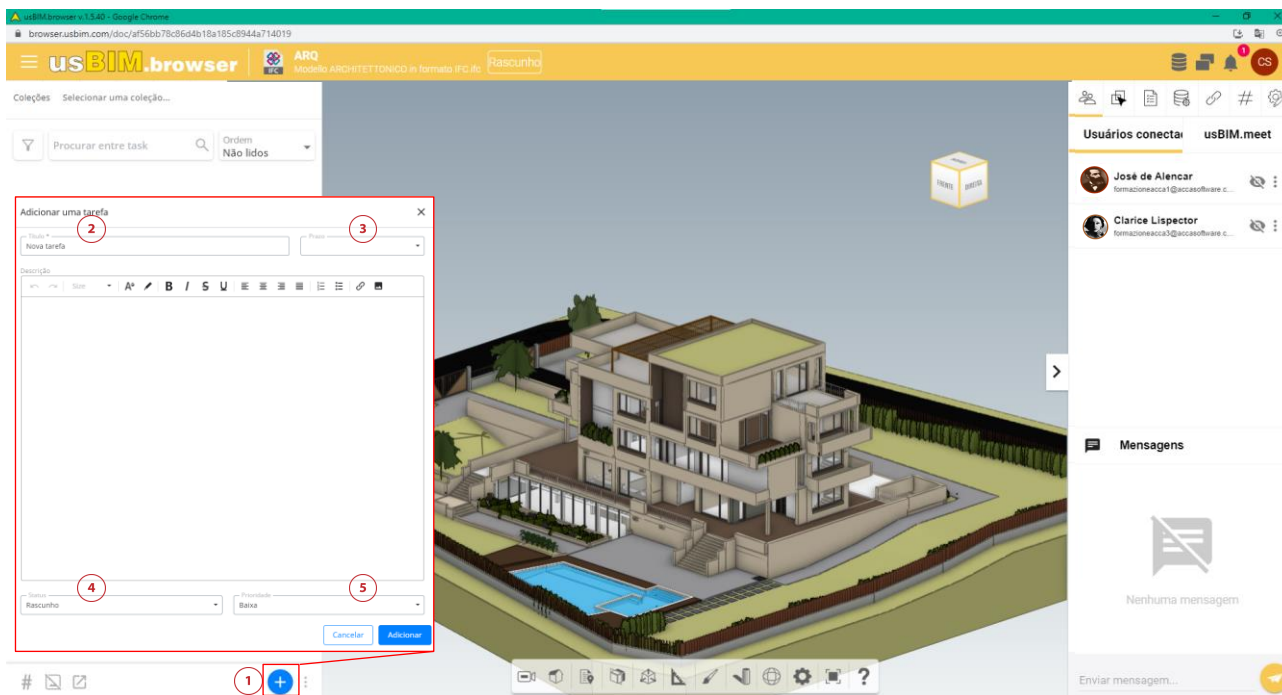 usBIM.browser v.1.5.40 - Google Chrome
browser.usbim.com/doc/af56bb78c86d4b18a185c8944a714019
usBIM.browser
IFC
ARQ
Modello ARCHITETTONICO in formato IFC.ifc
Rascunho
1
CS
Coleções Selecionar uma coleção...
Procurar entre task
Ordem
Não lidos
Usuários conecta
usBIM.meet
José de Alencar
formazioneacca1@accasoftware.c...
Clarice Lispector
formazioneacca3@accasoftware.c...
FRENTE
DIREITA
Adicionar uma tarefa
2
3
Título *
Prazo
Nova tarefa
Descrição
Size
B I S U
4
5
Status
Prioridade
Rascunho
Baixa
Cancelar
Adicionar
1
Mensagens
Nenhuma mensagem
Enviar mensagem...